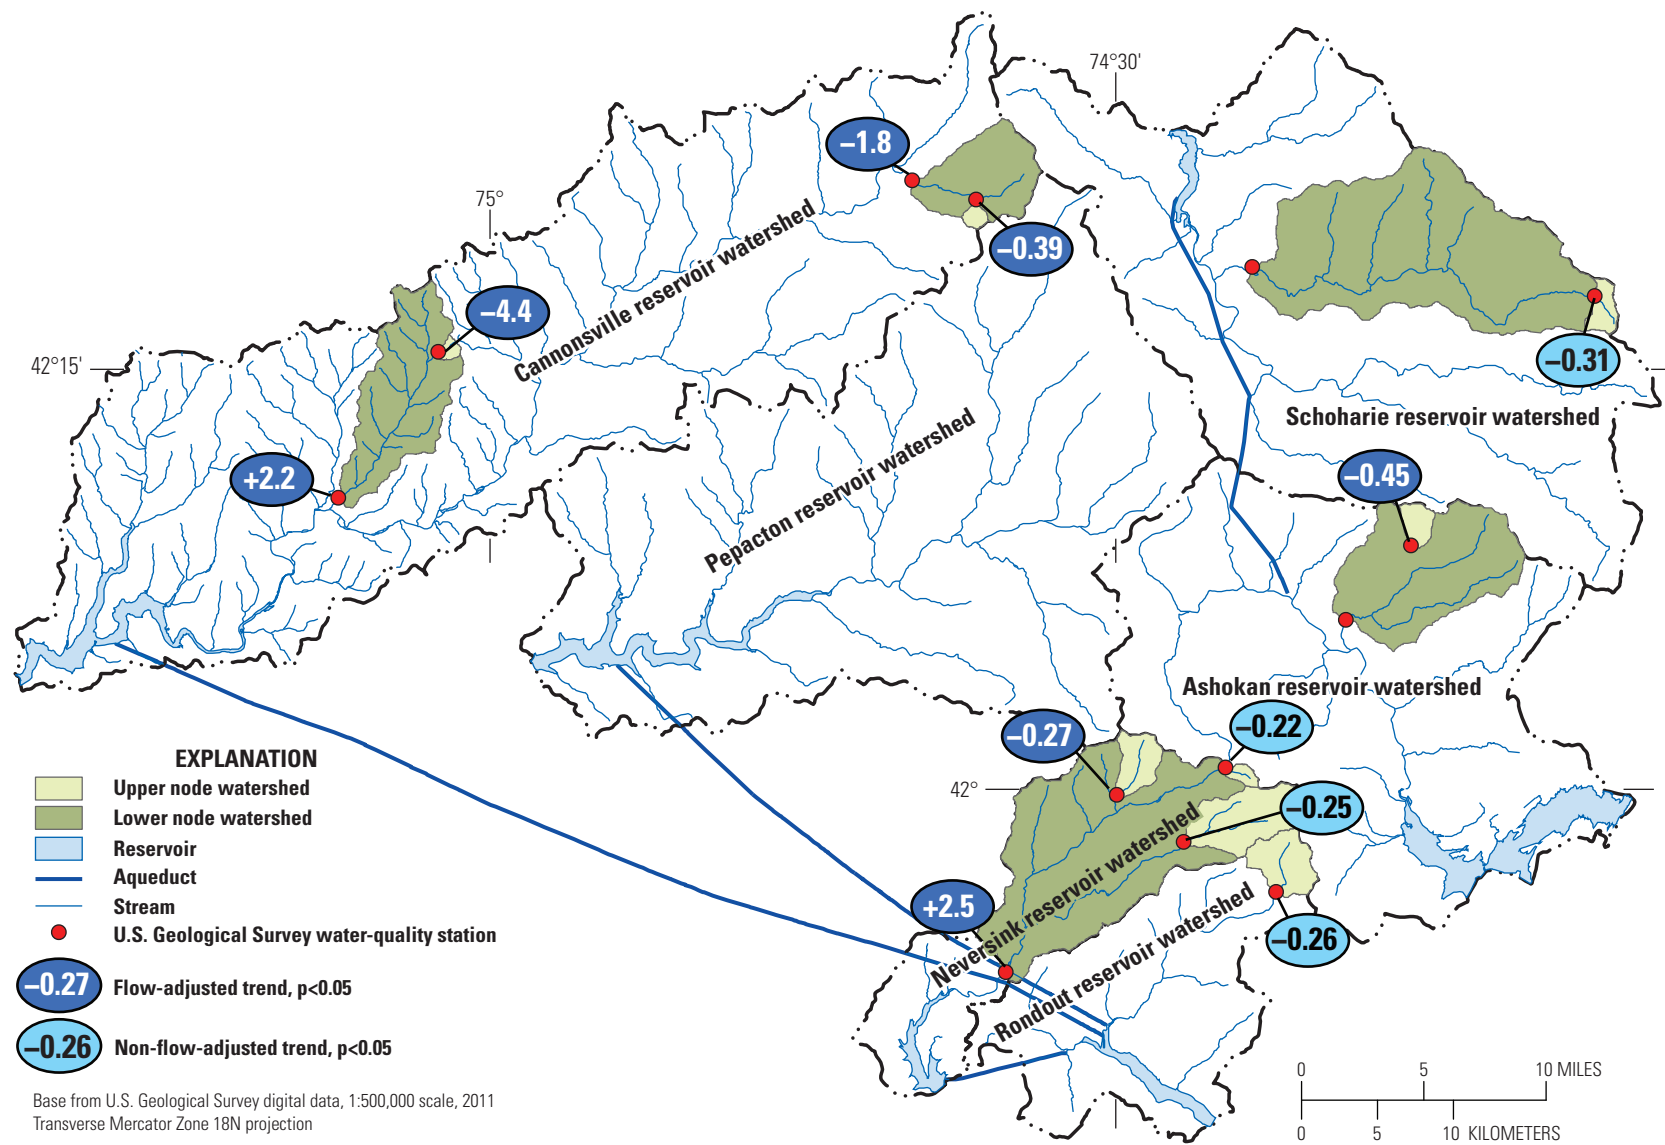 74°30'
−1.8
75°
−0.39
Cannonsville reservoir watershed
−4.4
42°15'
−0.31
Schoharie reservoir watershed
Pepacton reservoir watershed
+2.2
−0.45
Ashokan reservoir watershed
−0.22
−0.27
42°
−0.25
Neversink reservoir watershed
+2.5
−0.26
Rondout reservoir watershed
EXPLANATION
Upper node watershed
Lower node watershed
Reservoir
Aqueduct
Stream
U.S. Geological Survey water-quality station
−0.27 Flow-adjusted trend, p<0.05
−0.26 Non-flow-adjusted trend, p<0.05
Base from U.S. Geological Survey digital data, 1:500,000 scale, 2011
Transverse Mercator Zone 18N projection
0 5 10 MILES
0 5 10 KILOMETERS